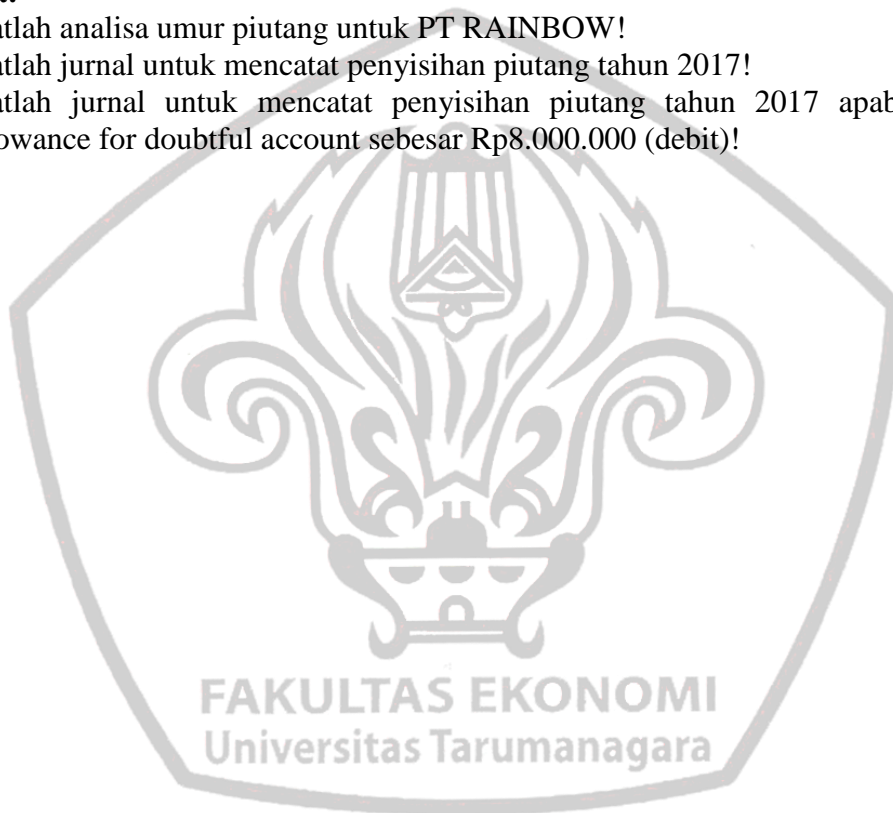 atlah analisa umur piutang untuk PT RAINBOW!
atlah jurnal untuk mencatat penyisihan piutang tahun 2017!
atlah jurnal untuk mencatat penyisihan piutang tahun 2017 apab
owance for doubtful account sebesar Rp8.000.000 (debit)!
FAKULTAS EKONOMI
Universitas Tarumanagara